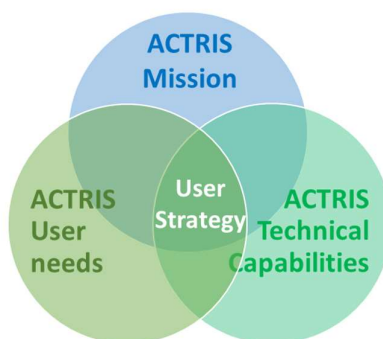 ACTRIS
Mission
ACTRIS
User
needs
User
Strategy
ACTRIS
Technical
Capabilities